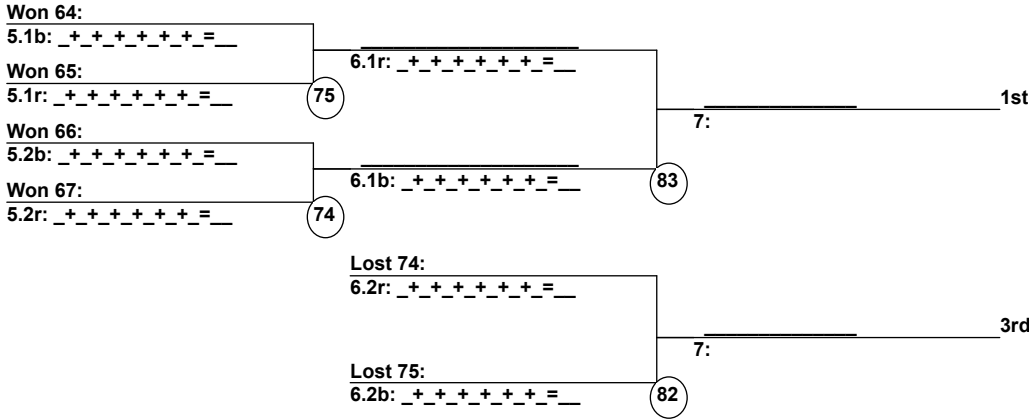 Won 64:
5.1b: _+_+_+_+_+_=__
6.1r: _+_+_+_+_+_=__
Won 65:
5.1r: _+_+_+_+_+_=__
75
1st
7:
Won 66:
5.2b: _+_+_+_+_+_=__
6.1b: _+_+_+_+_+_=__
83
Won 67:
5.2r: _+_+_+_+_+_=__
74
Lost 74:
6.2r: _+_+_+_+_+_=__
3rd
7:
Lost 75:
6.2b: _+_+_+_+_+_=__
82